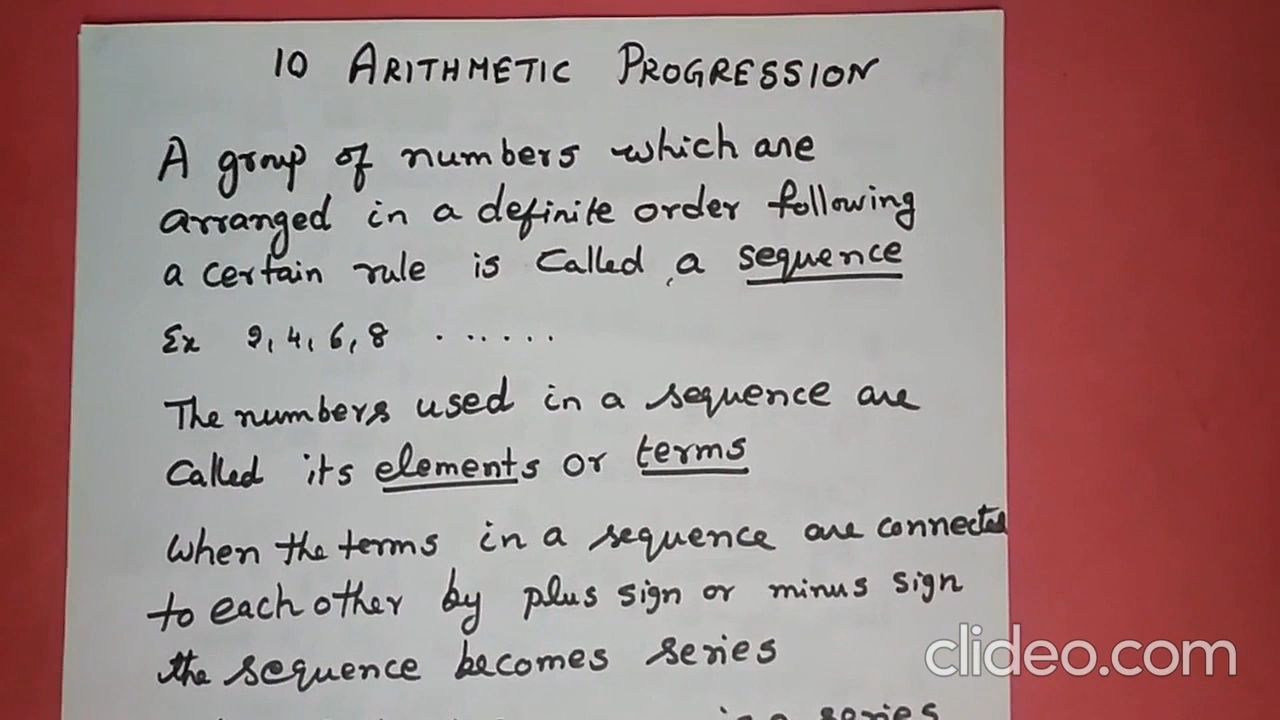 10 ARITHMETIC PROGRESSION
A group of numbers which are
arranged in a definite order following
a certain rule is called a sequence
Ex 2, 4, 6, 8 ......
The numbers used in a sequence are
called its elements or terms
When the terms in a sequence are connected
to each other by plus sign or minus sign
the sequence becomes series
in a series
clideo.com